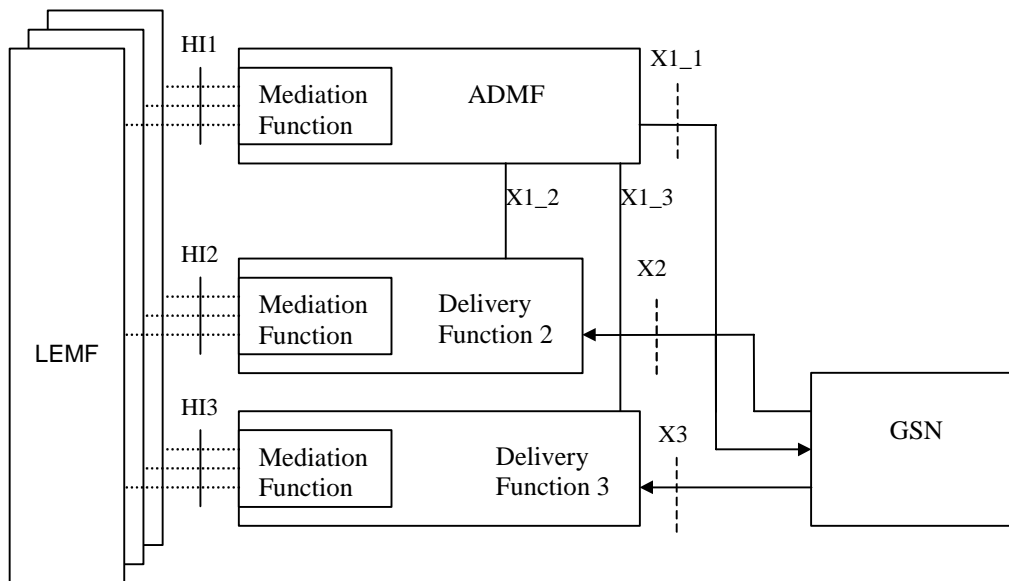 HI1
X1_1
Mediation
Function
ADMF
X1_2
X1_3
HI2
X2
Mediation
Function
Delivery
Function 2
LEMF
HI3
X3
Mediation
Function
Delivery
Function 3
GSN